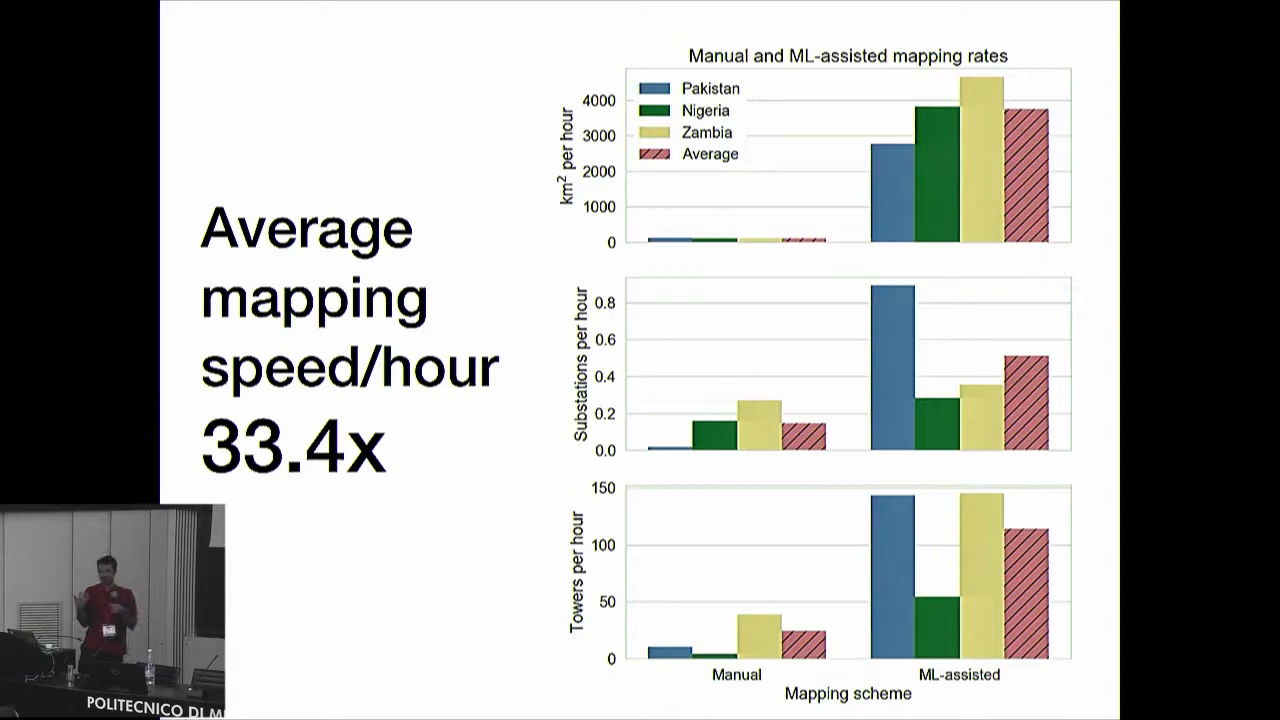 Average
mapping
speed/hour
33.4x
Manual and ML-assisted mapping rates
Pakistan
Nigeria
Zambia
Average
km² per hour
4000
3000
2000
1000
0
Substations per hour
0.8
0.6
0.4
0.2
0.0
Towers per hour
150
100
50
0
Manual
ML-assisted
Mapping scheme
POLITECNICO DI MI